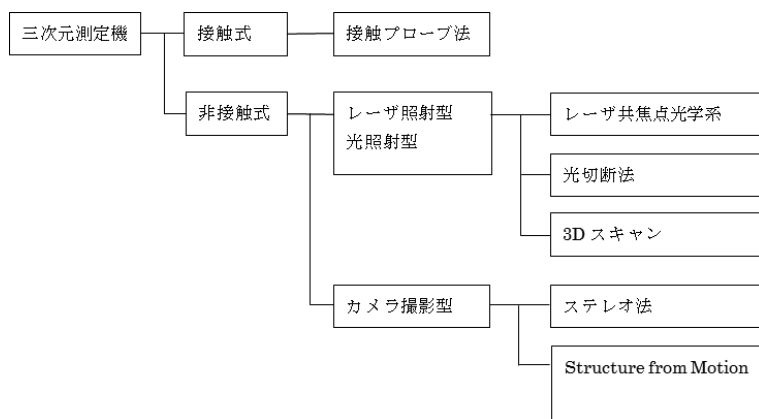 三次元測定機
接触式
接触プローブ法
非接触式
レーザ照射型
光照射型
レーザ共焦点光学系
光切断法
3D スキャン
カメラ撮影型
ステレオ法
Structure from Motion